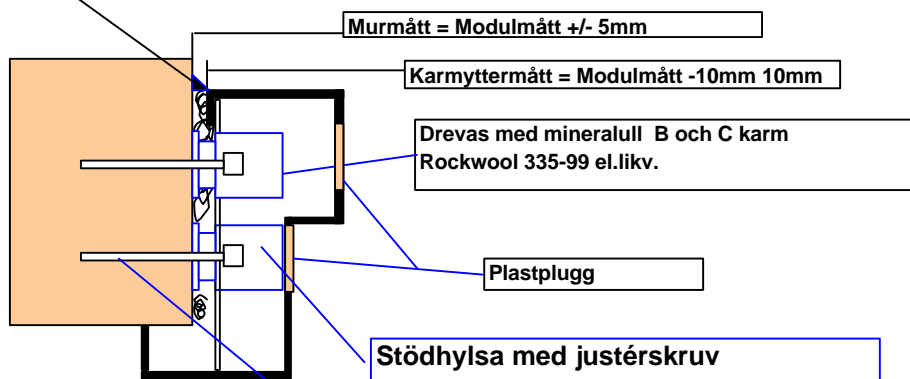 Murmått = Modulmått +/- 5mm
Karmyttermått = Modulmått -10mm 10mm
Drevas med mineralull B och C karm
Rockwool 335-99 el.likv.
Plastplugg
Stödhylsa med justérskruv